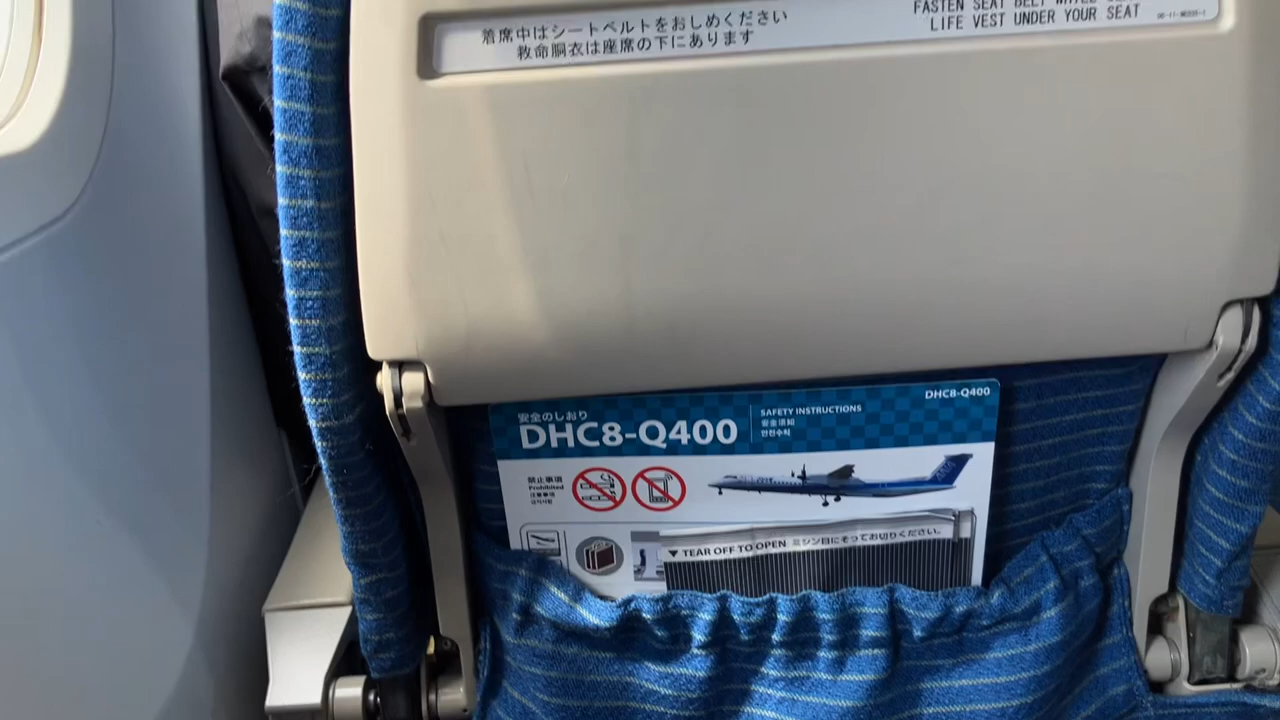 着席中はシートベルトをおしめください
救命胴衣は座席の下にあります
FASTEN SEAT BELT WHILE
LIFE VEST UNDER YOUR SEAT
安全のしおり
DHC8-Q400
SAFETY INSTRUCTIONS
安全须知
안전수칙
DHC8-Q400
禁止事項
Prohibited
▼ TEAR OFF TO OPEN ミシン目にそってお切りください。